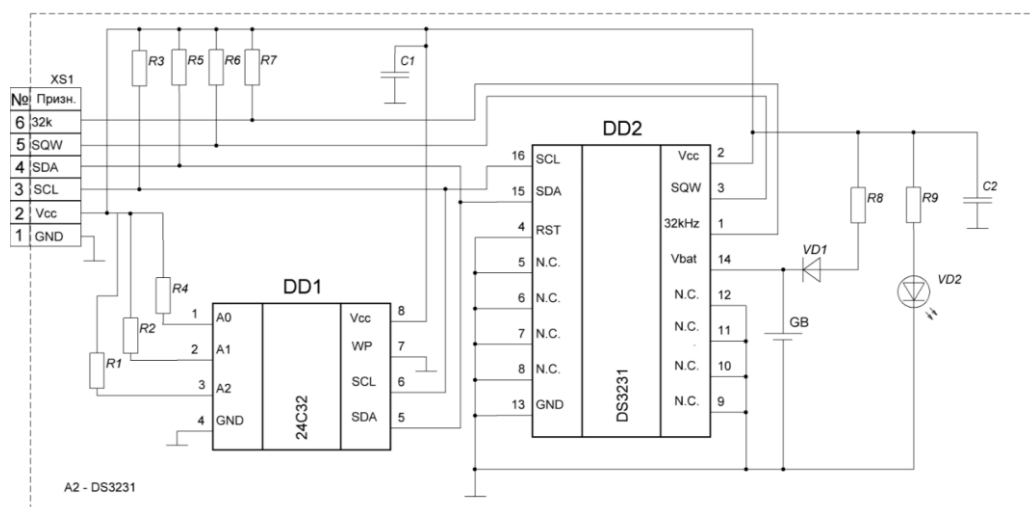 XS1
№ Призн.
6 32k
5 SQW
4 SDA
3 SCL
2 Vcc
1 GND
R3
R5
R6
R7
C1
R4
R2
R1
DD1
1 A0
2 A1
3 A2
4 GND
24C32
Vcc 8
WP 7
SCL 6
SDA 5
DD2
16 SCL
15 SDA
4 RST
5 N.C.
6 N.C.
7 N.C.
8 N.C.
13 GND
DS3231
Vcc 2
SQW 3
32kHz 1
Vbat 14
N.C. 12
N.C. 11
N.C. 10
N.C. 9
R8
R9
C2
VD1
VD2
GB
A2 - DS3231